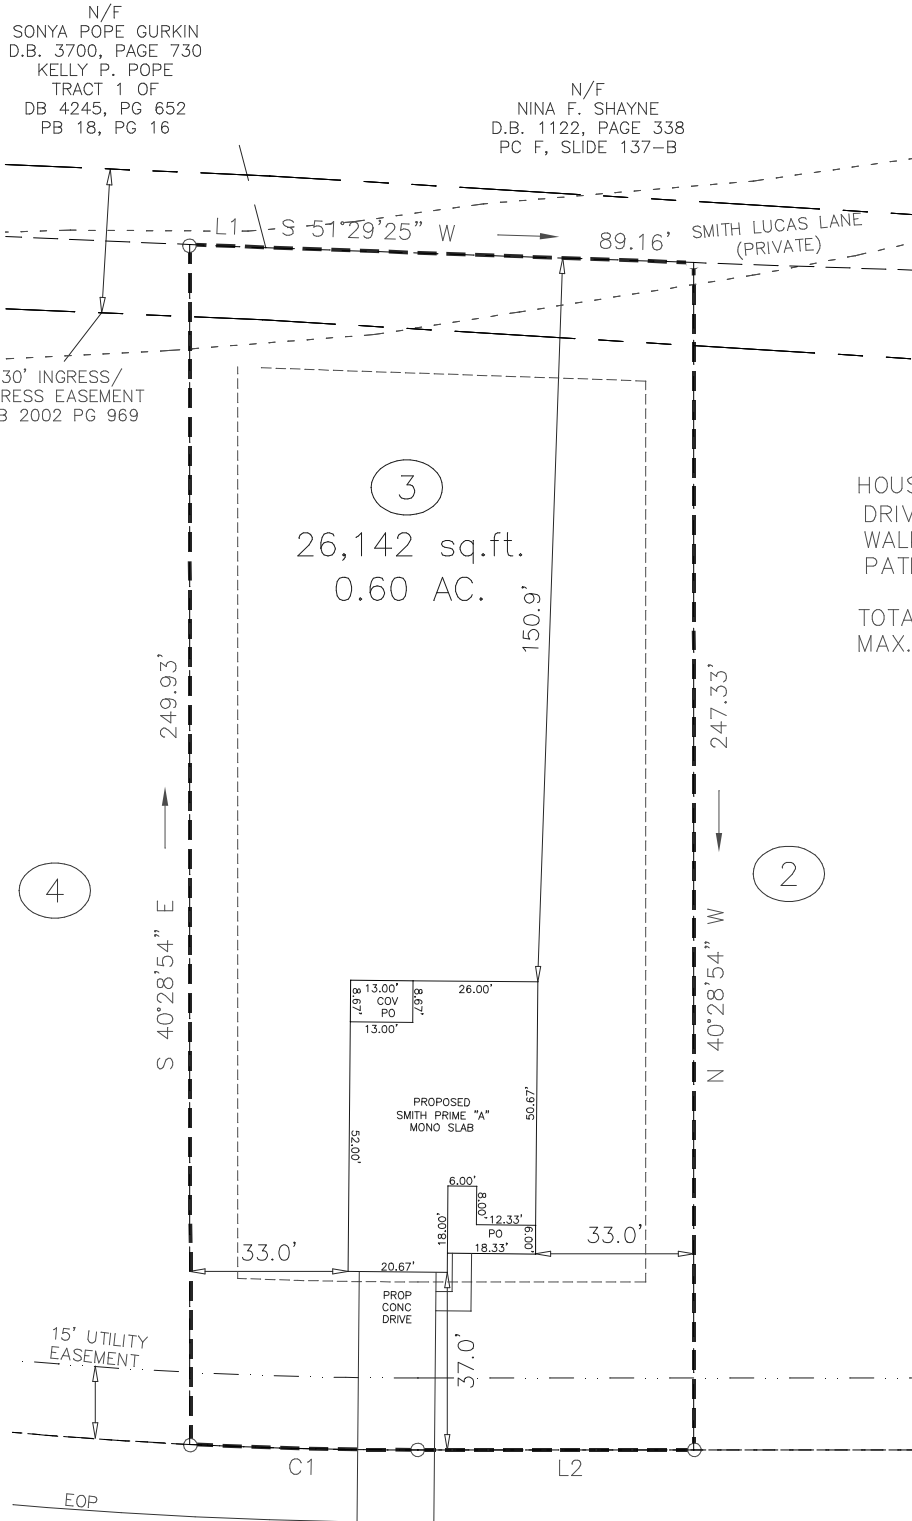 N/F
SONYA POPE GURKIN
D.B. 3700, PAGE 730
KELLY P. POPE
TRACT 1 OF
DB 4245, PG 652
PB 18, PG 16
N/F
NINA F. SHAYNE
D.B. 1122, PAGE 338
PC F, SLIDE 137-B
L1 S 51°29'25" W 89.16'
SMITH LUCAS LANE
(PRIVATE)
30' INGRESS/
RESS EASEMENT
B 2002 PG 969
3
26,142 sq.ft.
0.60 AC.
HOUS
DRIV
WAL
PAT
TOTA
MAX.
150.9'
249.93'
S 40°28'54" E
247.33'
N 40°28'54" W
4
2
13.00'
8.67'
COV
PO
8.67'
13.00'
26.00'
PROPOSED
SMITH PRIME "A"
MONO SLAB
50.67'
52.00'
6.00'
8.00'
12.33'
PO
6.00'
18.00'
18.33'
33.0'
33.0'
20.67'
PROP
CONC
DRIVE
37.0'
15' UTILITY
EASEMENT
C1
L2
EOP